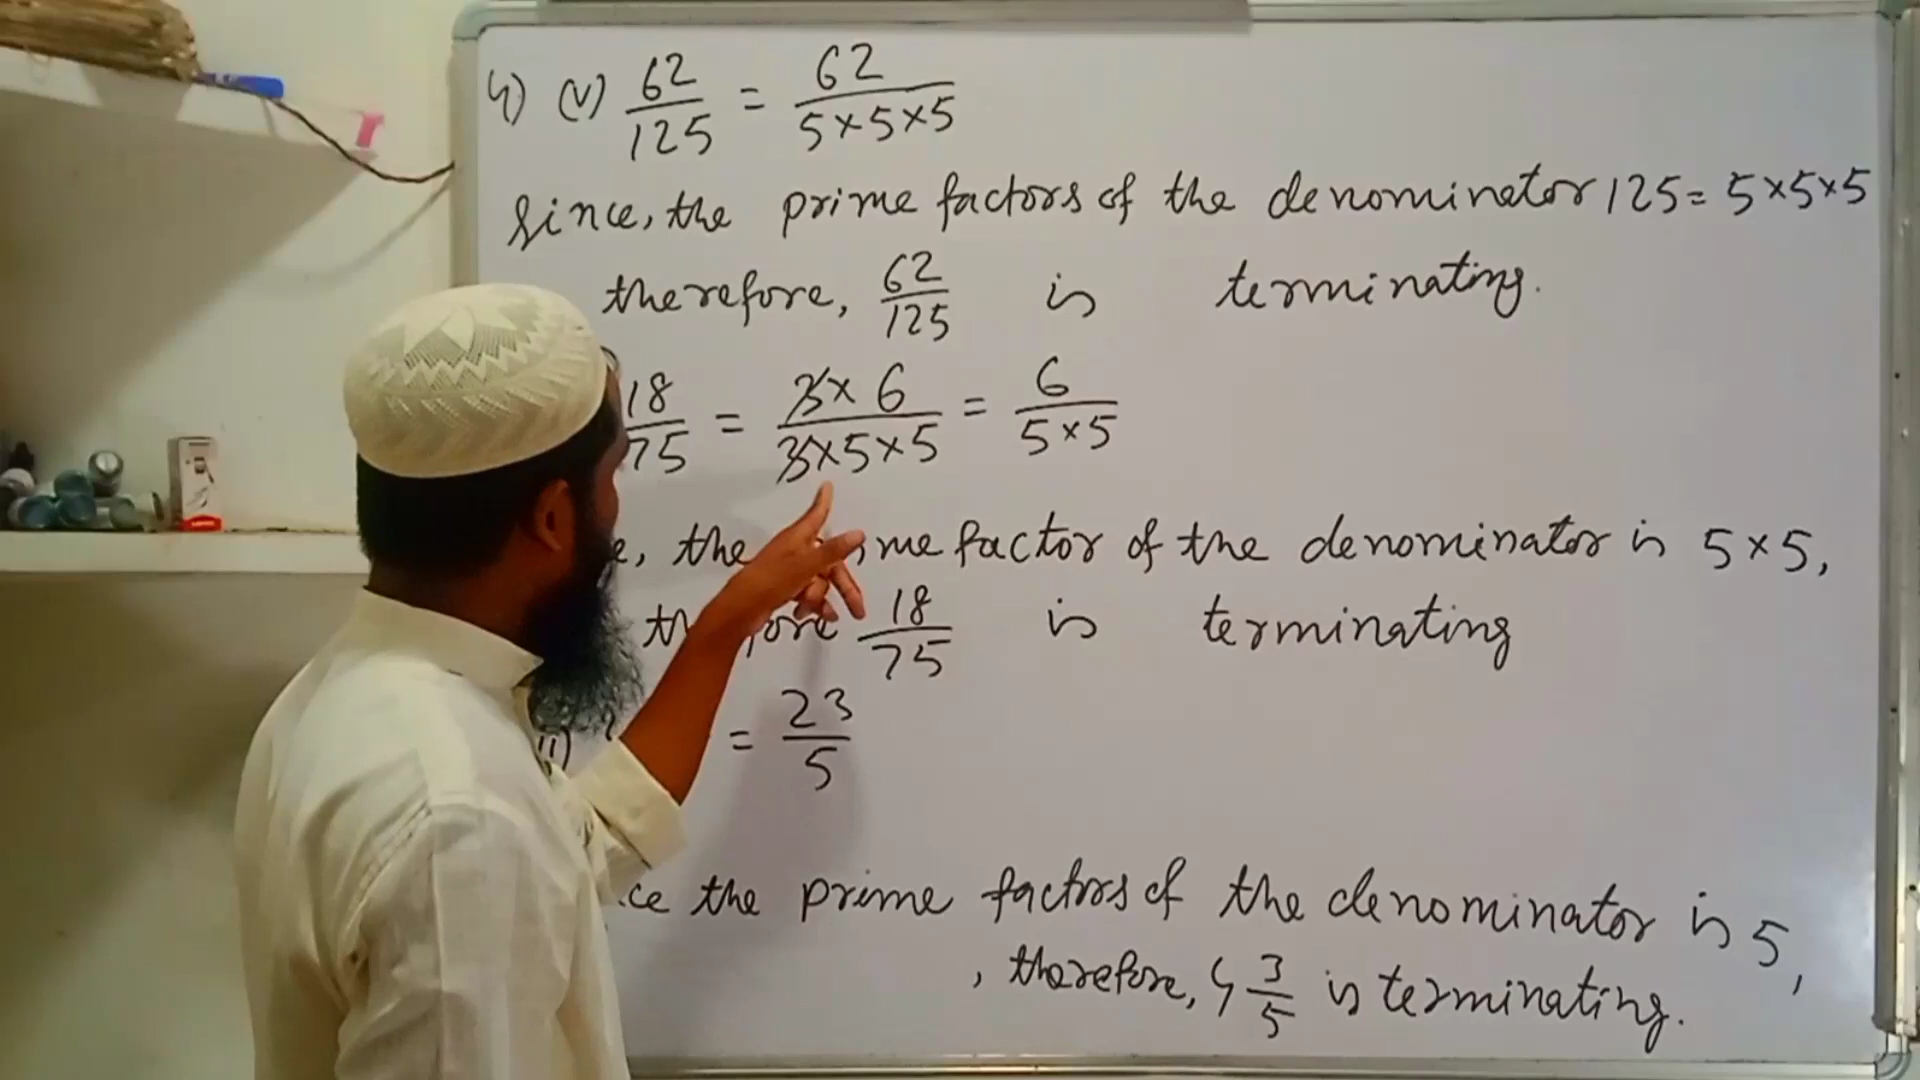 4) (v) 62/125 = 62/5×5×5
Since, the prime factors of the denominator 125 = 5×5×5
therefore, 62/125 is terminating.
18/75 = 3×6/3×5×5 = 6/5×5
the factor of the denominator is 5×5,
18/75 is terminating
= 23/5
the prime factors of the denominator is 5,
, therefore, 4 3/5 is terminating.